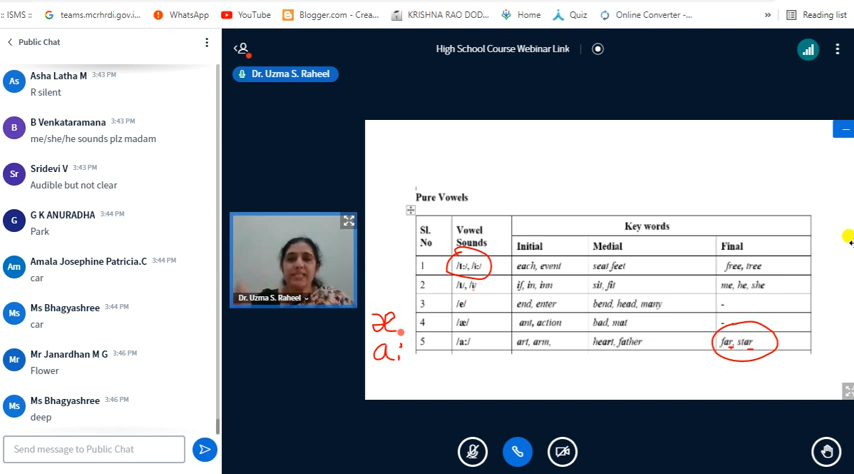 :: ISMS ::
teams.mcrhrdi.gov.i...
WhatsApp
YouTube
Blogger.com - Crea...
KRISHNA RAO DOD...
Home
Quiz
Online Converter -...
»
Reading list
Public Chat
As
Asha Latha M 3:43 PM
R silent
B
B Venkataramana 3:43 PM
me/she/he sounds plz madam
Sr
Sridevi V 3:43 PM
Audible but not clear
G
G K ANURADHA 3:44 PM
Park
Am
Amala Josephine Patricia.C 3:44 PM
car
Ms
Ms Bhagyashree 3:44 PM
car
Mr
Mr Janardhan M G 3:46 PM
Flower
Ms
Ms Bhagyashree 3:46 PM
deep
Send message to Public Chat
High School Course Webinar Link
Dr. Uzma S. Raheel
Dr. Uzma S. Raheel
Pure Vowels
Sl. No
Vowel Sounds
Key words
Initial Medial Final
1 each, event seat feet free, tree
2 if, in, inn sit, fit me, he, she
3 /e/ end, enter bend, head, many -
4 /æ/ ant, action bad, mat -
5 /a:/ art, arm, heart, father far, star
æ
a: